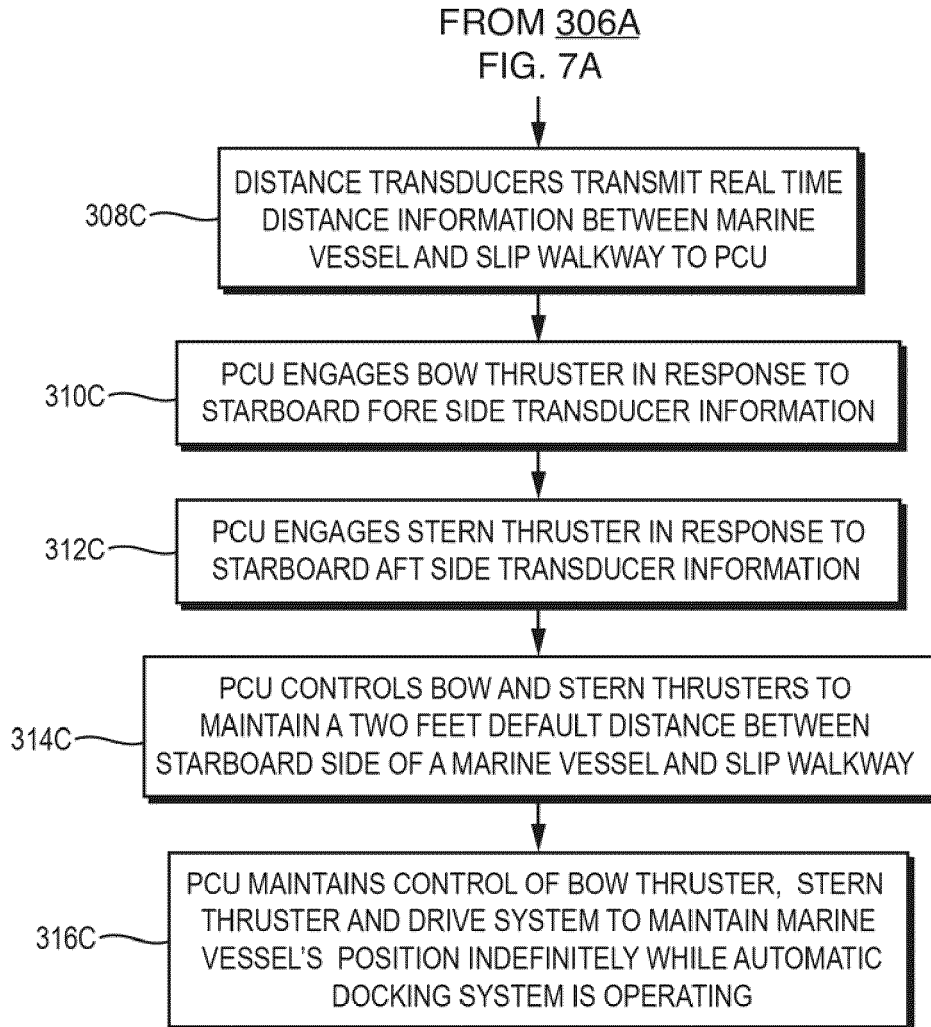 FROM 306A
FIG. 7A
308C
DISTANCE TRANSDUCERS TRANSMIT REAL TIME
DISTANCE INFORMATION BETWEEN MARINE
VESSEL AND SLIP WALKWAY TO PCU
310C
PCU ENGAGES BOW THRUSTER IN RESPONSE TO
STARBOARD FORE SIDE TRANSDUCER INFORMATION
312C
PCU ENGAGES STERN THRUSTER IN RESPONSE TO
STARBOARD AFT SIDE TRANSDUCER INFORMATION
314C
PCU CONTROLS BOW AND STERN THRUSTERS TO
MAINTAIN A TWO FEET DEFAULT DISTANCE BETWEEN
STARBOARD SIDE OF A MARINE VESSEL AND SLIP WALKWAY
316C
PCU MAINTAINS CONTROL OF BOW THRUSTER, STERN
THRUSTER AND DRIVE SYSTEM TO MAINTAIN MARINE
VESSEL'S POSITION INDEFINITELY WHILE AUTOMATIC
DOCKING SYSTEM IS OPERATING